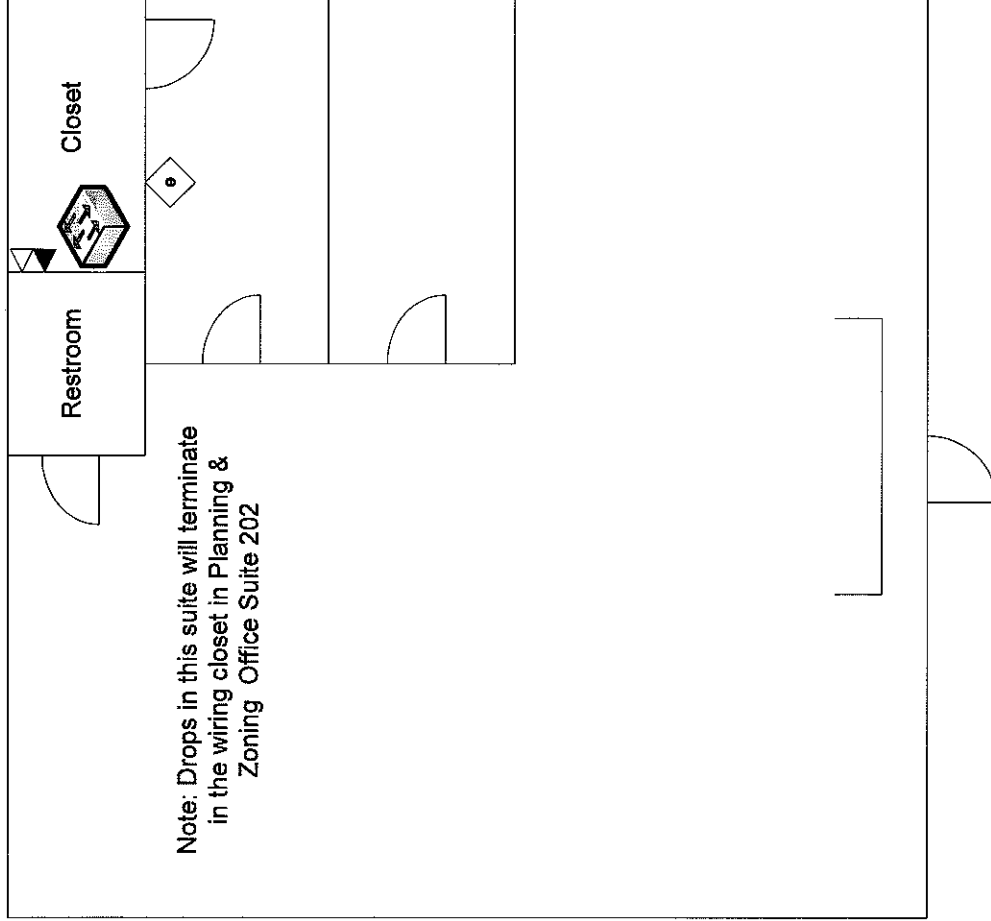 Restroom
Closet
e
Note: Drops in this suite will terminate
in the wiring closet in Planning &
Zoning Office Suite 202